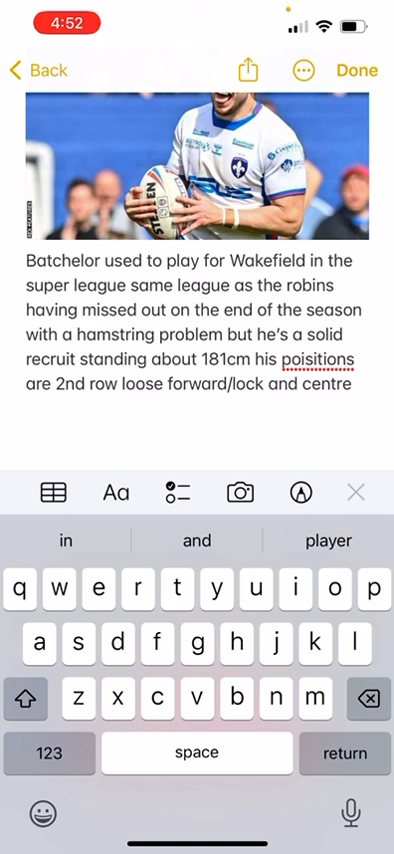 4:52
Back
Done
STEEDEN
Batchelor used to play for Wakefield in the
super league same league as the robins
having missed out on the end of the season
with a hamstring problem but he's a solid
recruit standing about 181cm his poisitions
are 2nd row loose forward/lock and centre
Aa
in and player
q w e r t y u i o p
a s d f g h j k l
z x c v b n m
123 space return